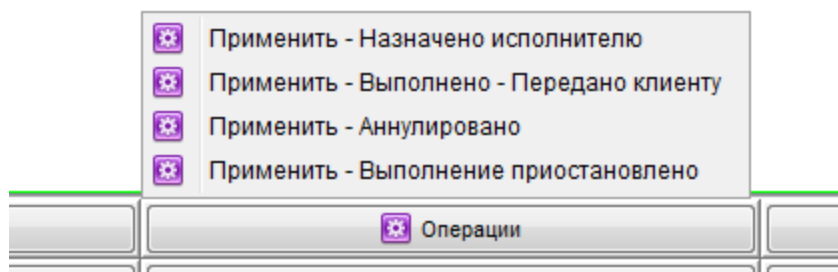 Применить - Назначено исполнителю
Применить - Выполнено - Передано клиенту
Применить - Аннулировано
Применить - Выполнение приостановлено
Операции